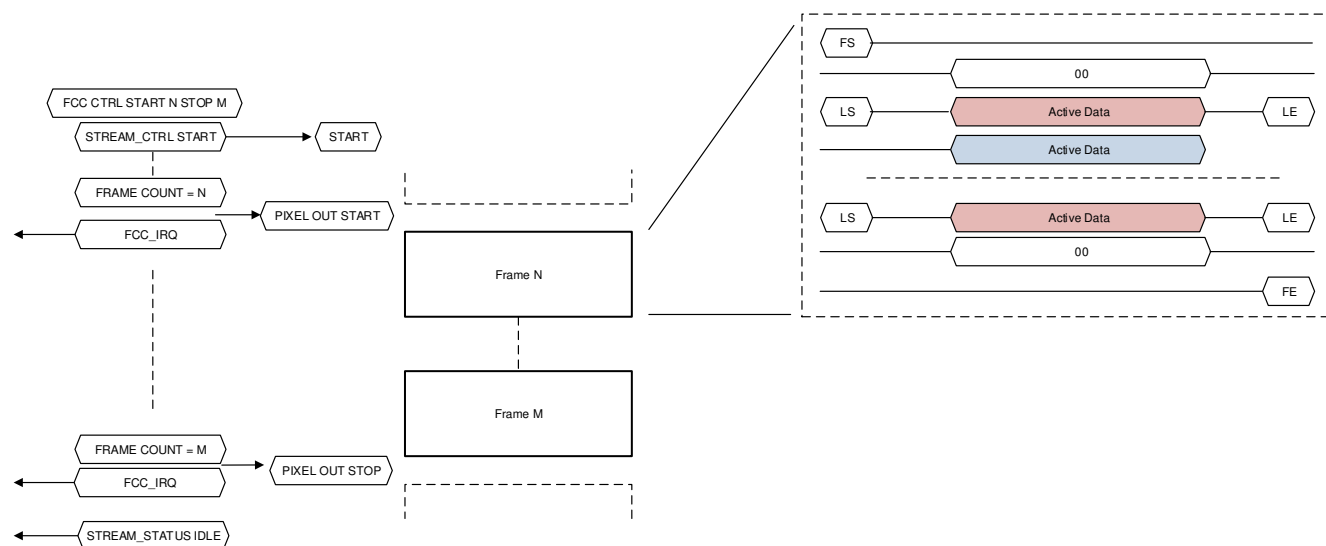 FCC CTRL START N STOP M
STREAM_CTRL START
START
FRAME COUNT = N
PIXEL OUT START
FCC_IRQ
Frame N
Frame M
FRAME COUNT = M
PIXEL OUT STOP
FCC_IRQ
STREAM_STATUS IDLE
FS
00
LS
Active Data
LE
Active Data
LS
Active Data
LE
00
FE